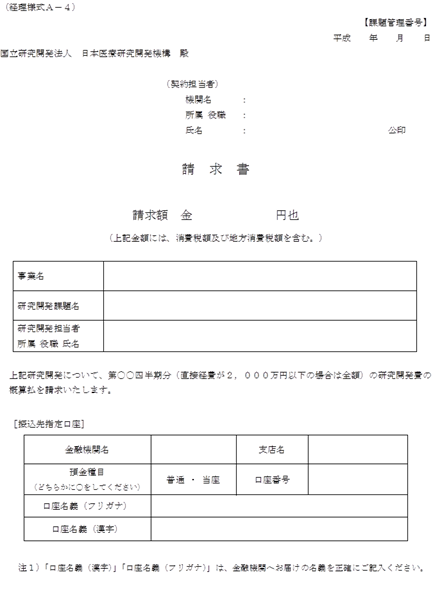 (経理様式A-4)
【課題管理番号】
平成　　年　　月　　日
国立研究開発法人　日本医療研究開発機構　殿
(契約担当者)
機関名　　：
所属 役職　：
氏名　　　：　　　　　　　　公印
請　求　書
請求額　金　　　　　　円也
(上記金額には、消費税額及び地方消費税額を含む。)
事業名
研究開発課題名
研究開発担当者
所属 役職 氏名
上記研究開発について、第○○四半期分(直接経費が2,000万円以下の場合は全額)の研究開発費の
概算払を請求いたします。
[振込先指定口座]
金融機関名　　支店名
預金種目
(どちらかに○をしてください)　普通 ・ 当座　口座番号
口座名義(フリガナ)
口座名義(漢字)
注1)「口座名義(漢字)」「口座名義(フリガナ)」は、金融機関へお届けの名義を正確にご記入ください。